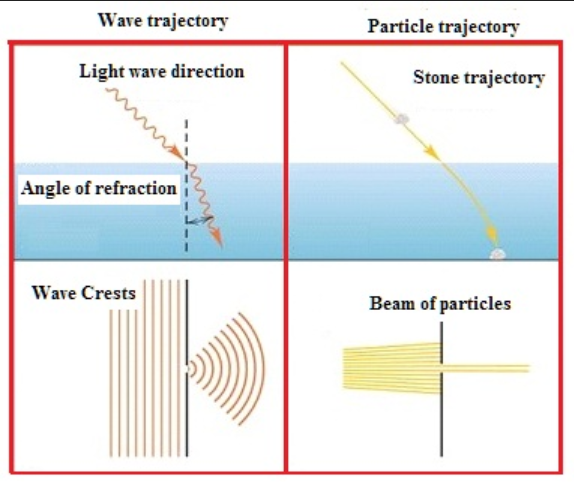 Wave trajectory
Particle trajectory
Light wave direction
Stone trajectory
Angle of refraction
Wave Crests
Beam of particles